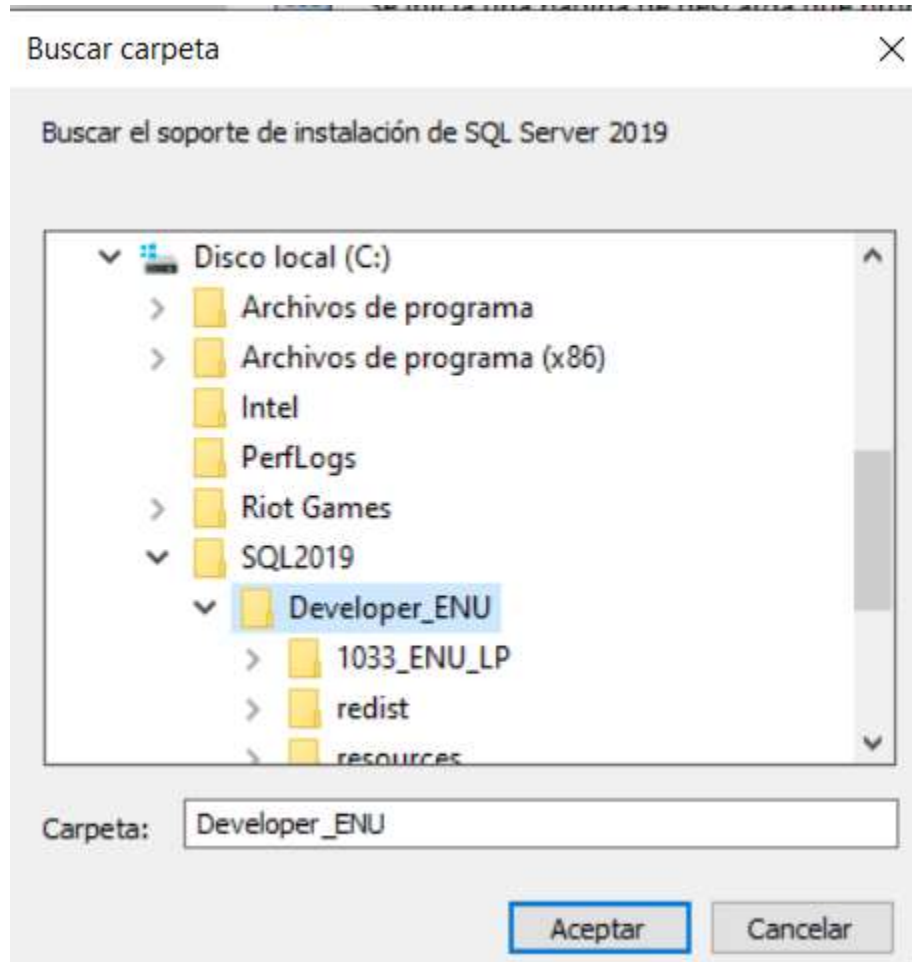 Buscar carpeta
Buscar el soporte de instalación de SQL Server 2019
Disco local (C:)
Archivos de programa
Archivos de programa (x86)
Intel
PerfLogs
Riot Games
SQL2019
Developer_ENU
1033_ENU_LP
redist
resources
Carpeta: Developer_ENU
Aceptar Cancelar